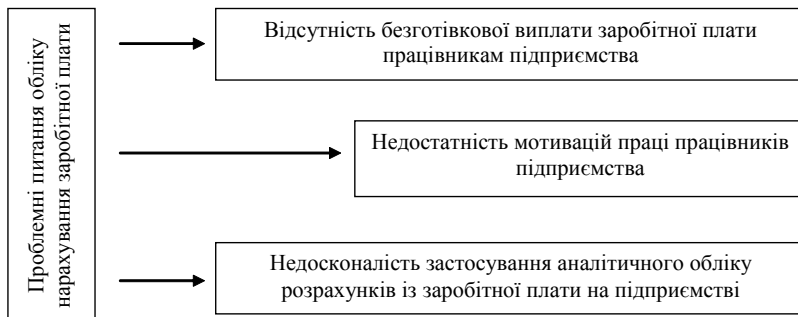 Проблемні питання обліку
нарахування заробітної плати
Відсутність безготівкової виплати заробітної плати
працівникам підприємства
Недостатність мотивацій праці працівників
підприємства
Недосконалість застосування аналітичного обліку
розрахунків із заробітної плати на підприємстві